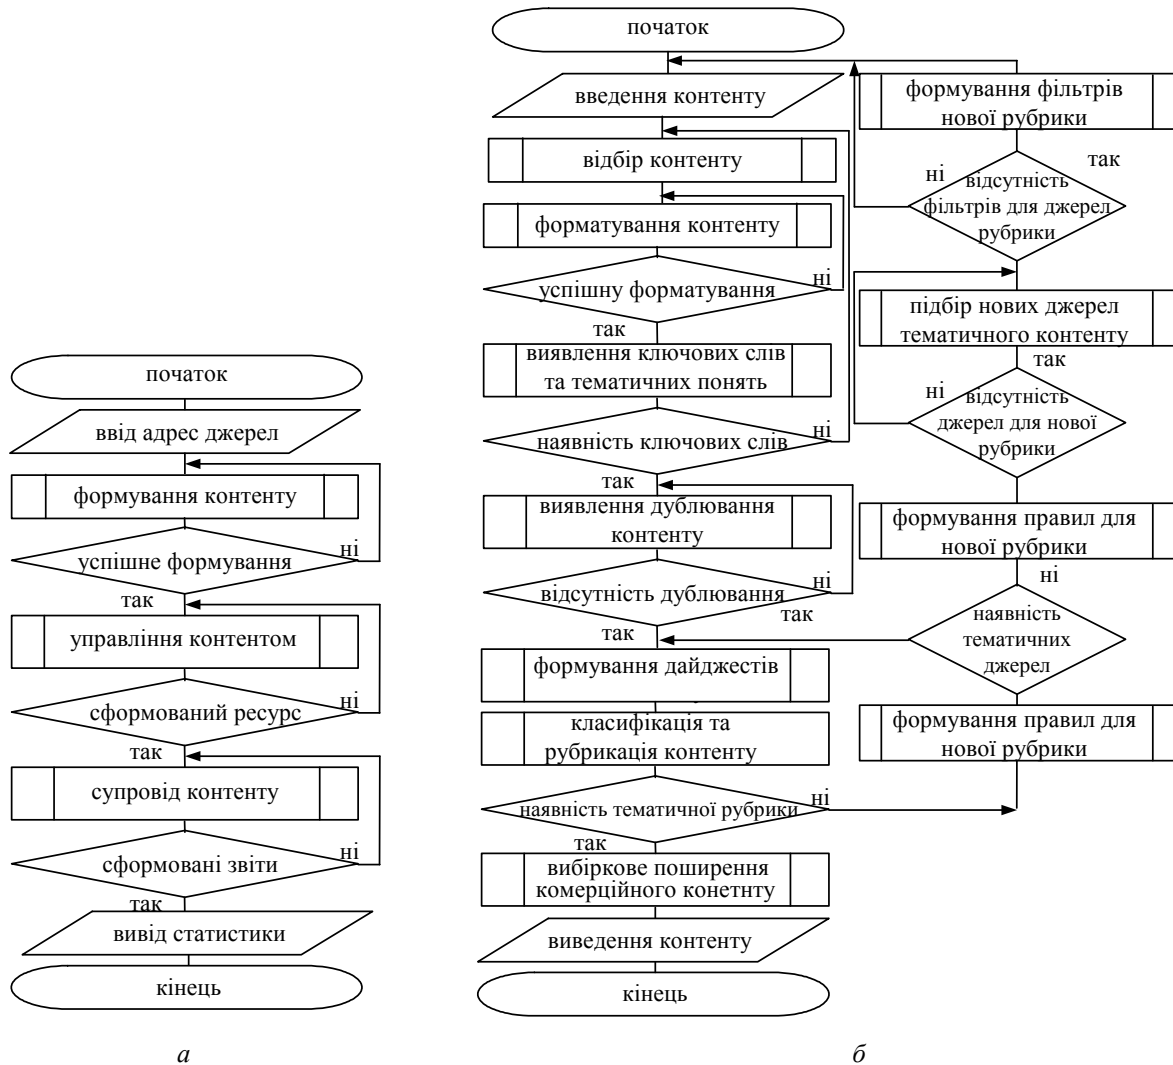 початок
ввід адрес джерел
формування контенту
успішне формування
ні
так
управління контентом
сформований ресурс
ні
так
супровід контенту
сформовані звіти
ні
так
вивід статистики
кінець
а
початок
введення контенту
відбір контенту
форматування контенту
успішну форматування
ні
так
виявлення ключових слів
та тематичних понять
наявність ключових слів
ні
так
виявлення дублювання
контенту
відсутність дублювання
ні
так
формування дайджестів
класифікація та
рубрикація контенту
наявність тематичної рубрики
ні
так
вибіркове поширення
комерційного конетнту
виведення контенту
кінець
формування фільтрів
нової рубрики
ні
так
відсутність
фільтрів для джерел
рубрики
підбір нових джерел
тематичного контенту
так
ні
відсутність
джерел для нової
рубрики
формування правил для
нової рубрики
ні
так
наявність
тематичних
джерел
формування правил для
нової рубрики
б